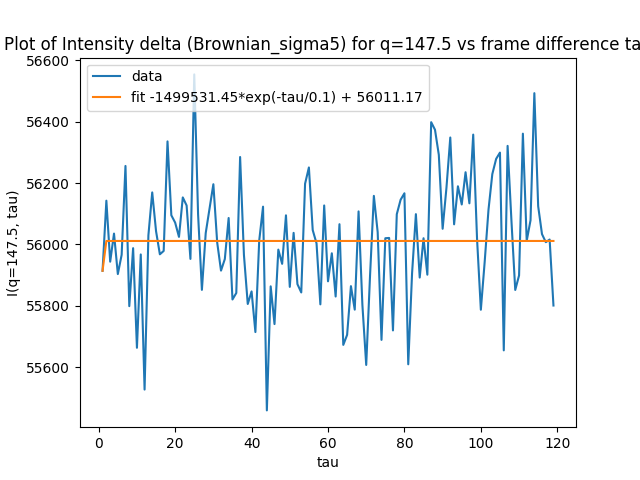 Plot of Intensity delta (Brownian_sigma5) for q=147.5 vs frame difference ta
56600
56400
56200
56000
55800
55600
I(q=147.5, tau)
data
fit -1499531.45*exp(-tau/0.1) + 56011.17
0 20 40 60 80 100 120
tau